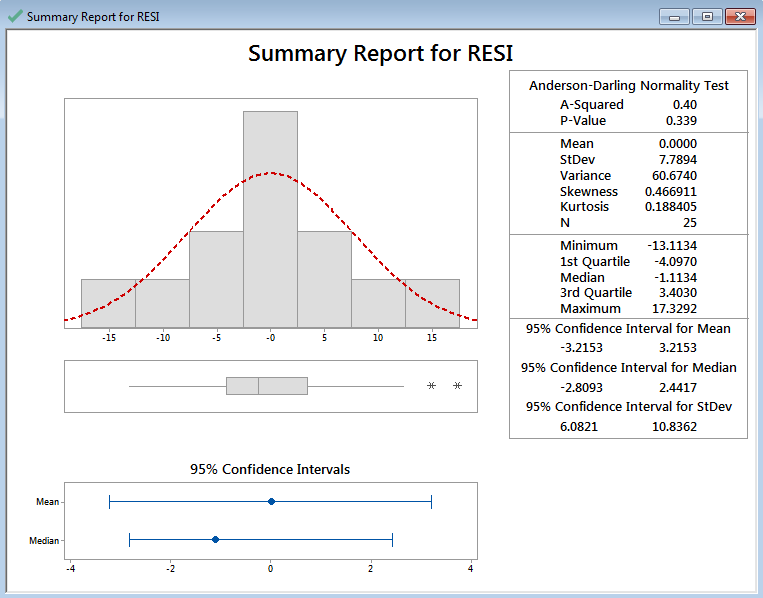 Summary Report for RESI
Summary Report for RESI
-15 -10 -5 -0 5 10 15
95% Confidence Intervals
Mean
Median
-4 -2 0 2 4
Anderson-Darling Normality Test
A-Squared 0.40
P-Value 0.339
Mean 0.0000
StDev 7.7894
Variance 60.6740
Skewness 0.466911
Kurtosis 0.188405
N 25
Minimum -13.1134
1st Quartile -4.0970
Median -1.1134
3rd Quartile 3.4030
Maximum 17.3292
95% Confidence Interval for Mean
-3.2153 3.2153
95% Confidence Interval for Median
-2.8093 2.4417
95% Confidence Interval for StDev
6.0821 10.8362